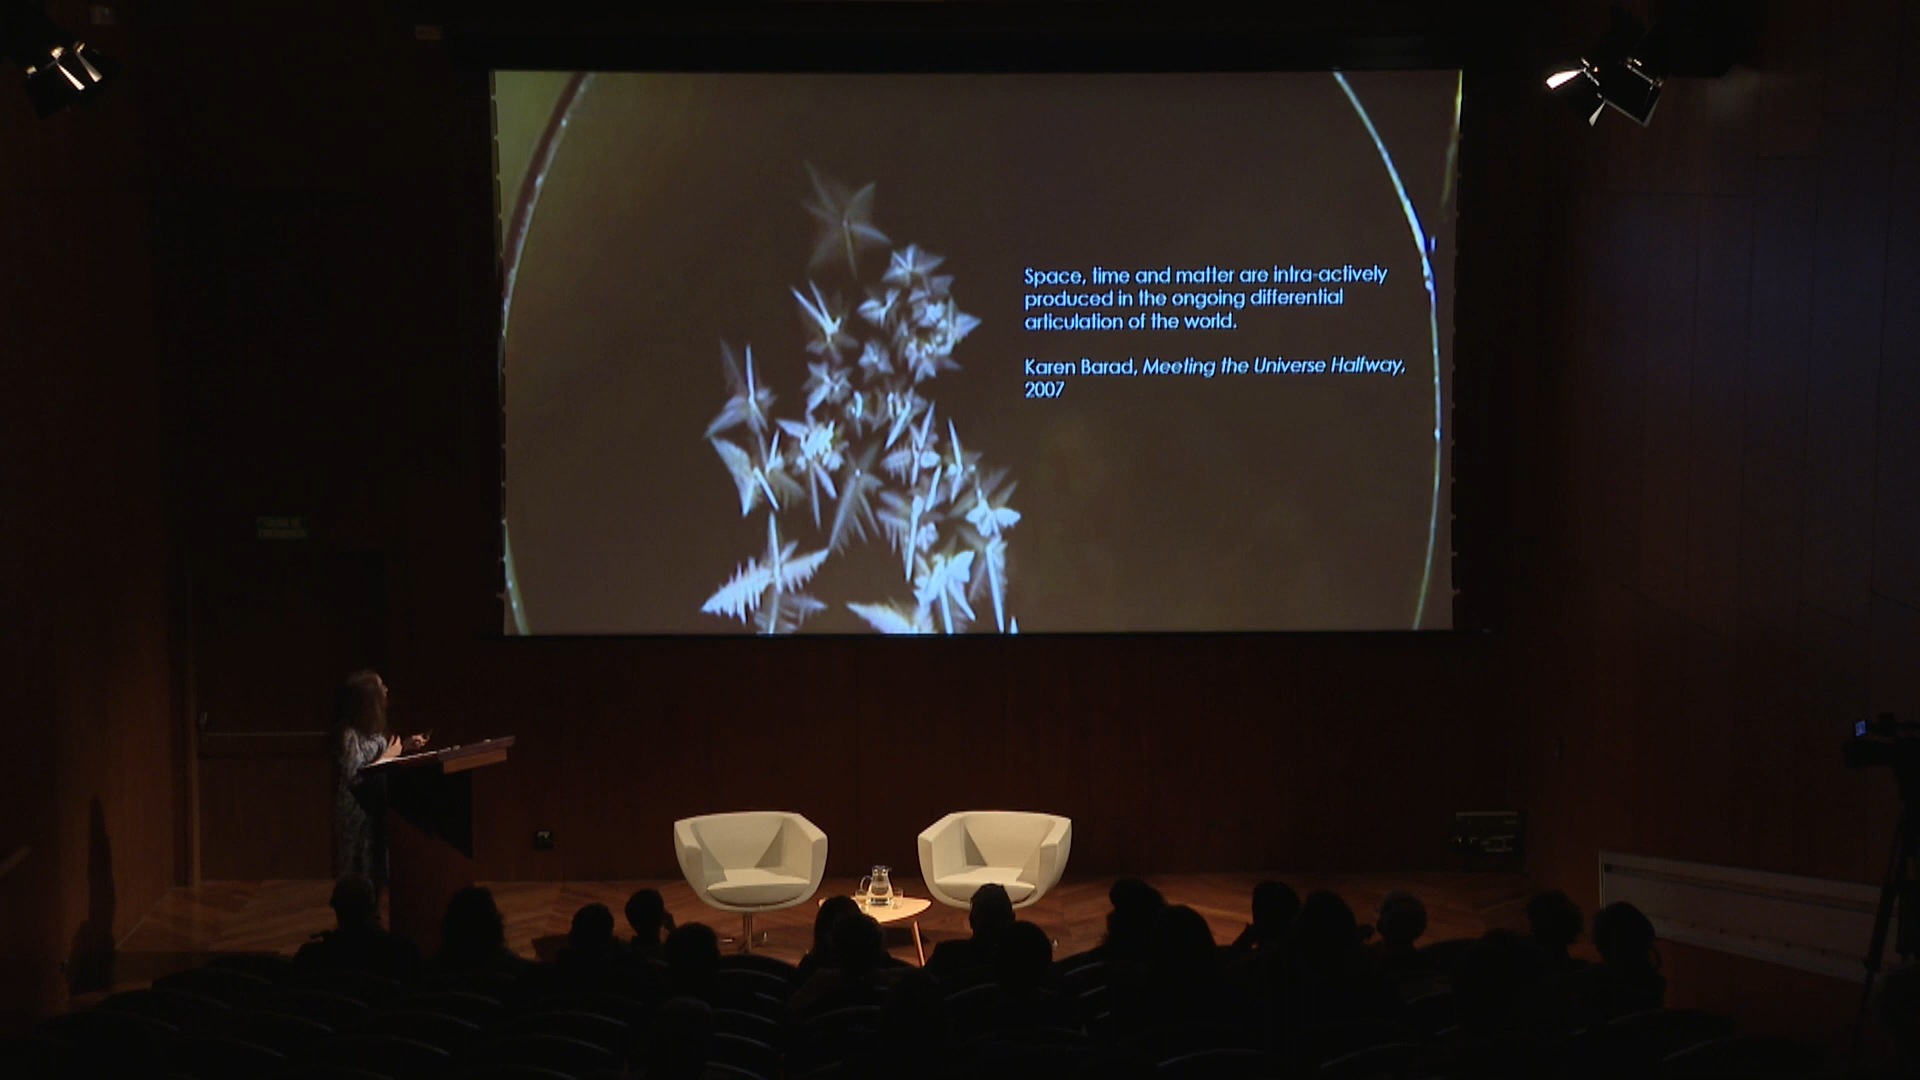 Space, time and matter are intra-actively
produced in the ongoing differential
articulation of the world.
Karen Barad, Meeting the Universe Halfway,
2007